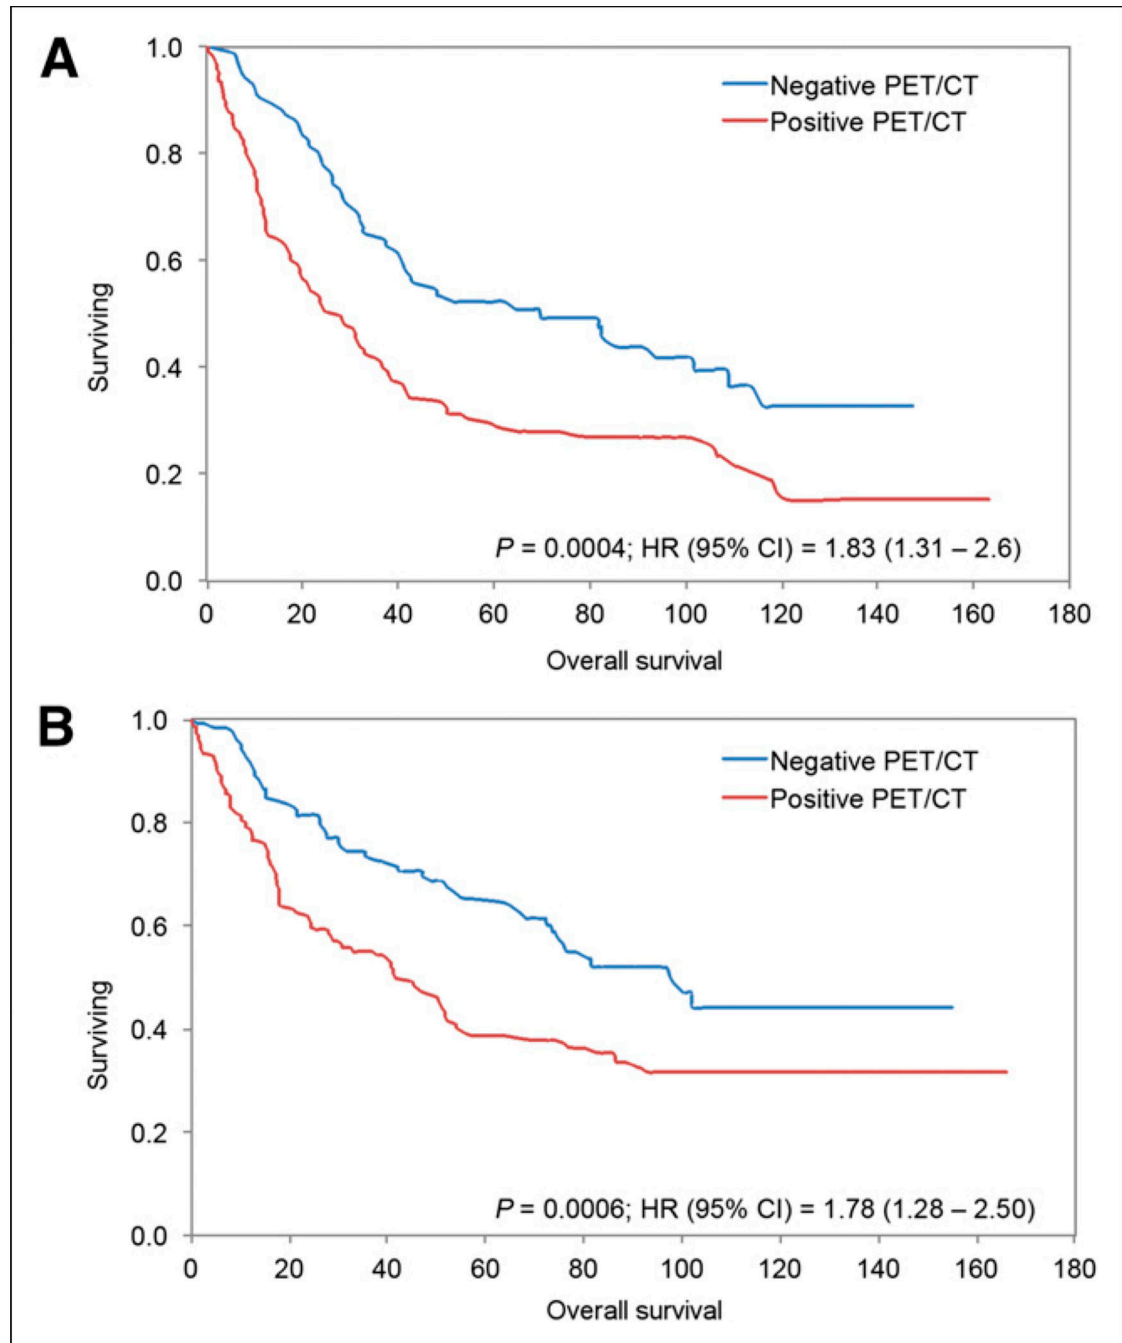 A
1.0
0.8
0.6
0.4
0.2
0.0
Surviving
Negative PET/CT
Positive PET/CT
P = 0.0004; HR (95% CI) = 1.83 (1.31 – 2.6)
0 20 40 60 80 100 120 140 160 180
Overall survival
B
1.0
0.8
0.6
0.4
0.2
0.0
Surviving
Negative PET/CT
Positive PET/CT
P = 0.0006; HR (95% CI) = 1.78 (1.28 – 2.50)
0 20 40 60 80 100 120 140 160 180
Overall survival